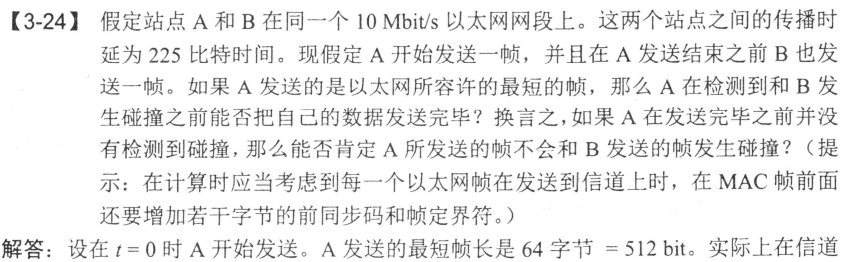 【3-24】 假定站点 A 和 B 在同一个 10 Mbit/s 以太网网段上。这两个站点之间的传播时
延为 225 比特时间。现假定 A 开始发送一帧，并且在 A 发送结束之前 B 也发
送一帧。如果 A 发送的是以太网所容许的最短的帧，那么 A 在检测到和 B 发
生碰撞之前能否把自己的数据发送完毕？换言之，如果 A 在发送完毕之前并没
有检测到碰撞，那么能否肯定 A 所发送的帧不会和 B 发送的帧发生碰撞？（提
示：在计算时应当考虑到每一个以太网帧在发送到信道上时，在 MAC 帧前面
还要增加若干字节的前同步码和帧定界符。）
解答：设在 t = 0 时 A 开始发送。A 发送的最短帧长是 64 字节 = 512 bit。实际上在信道